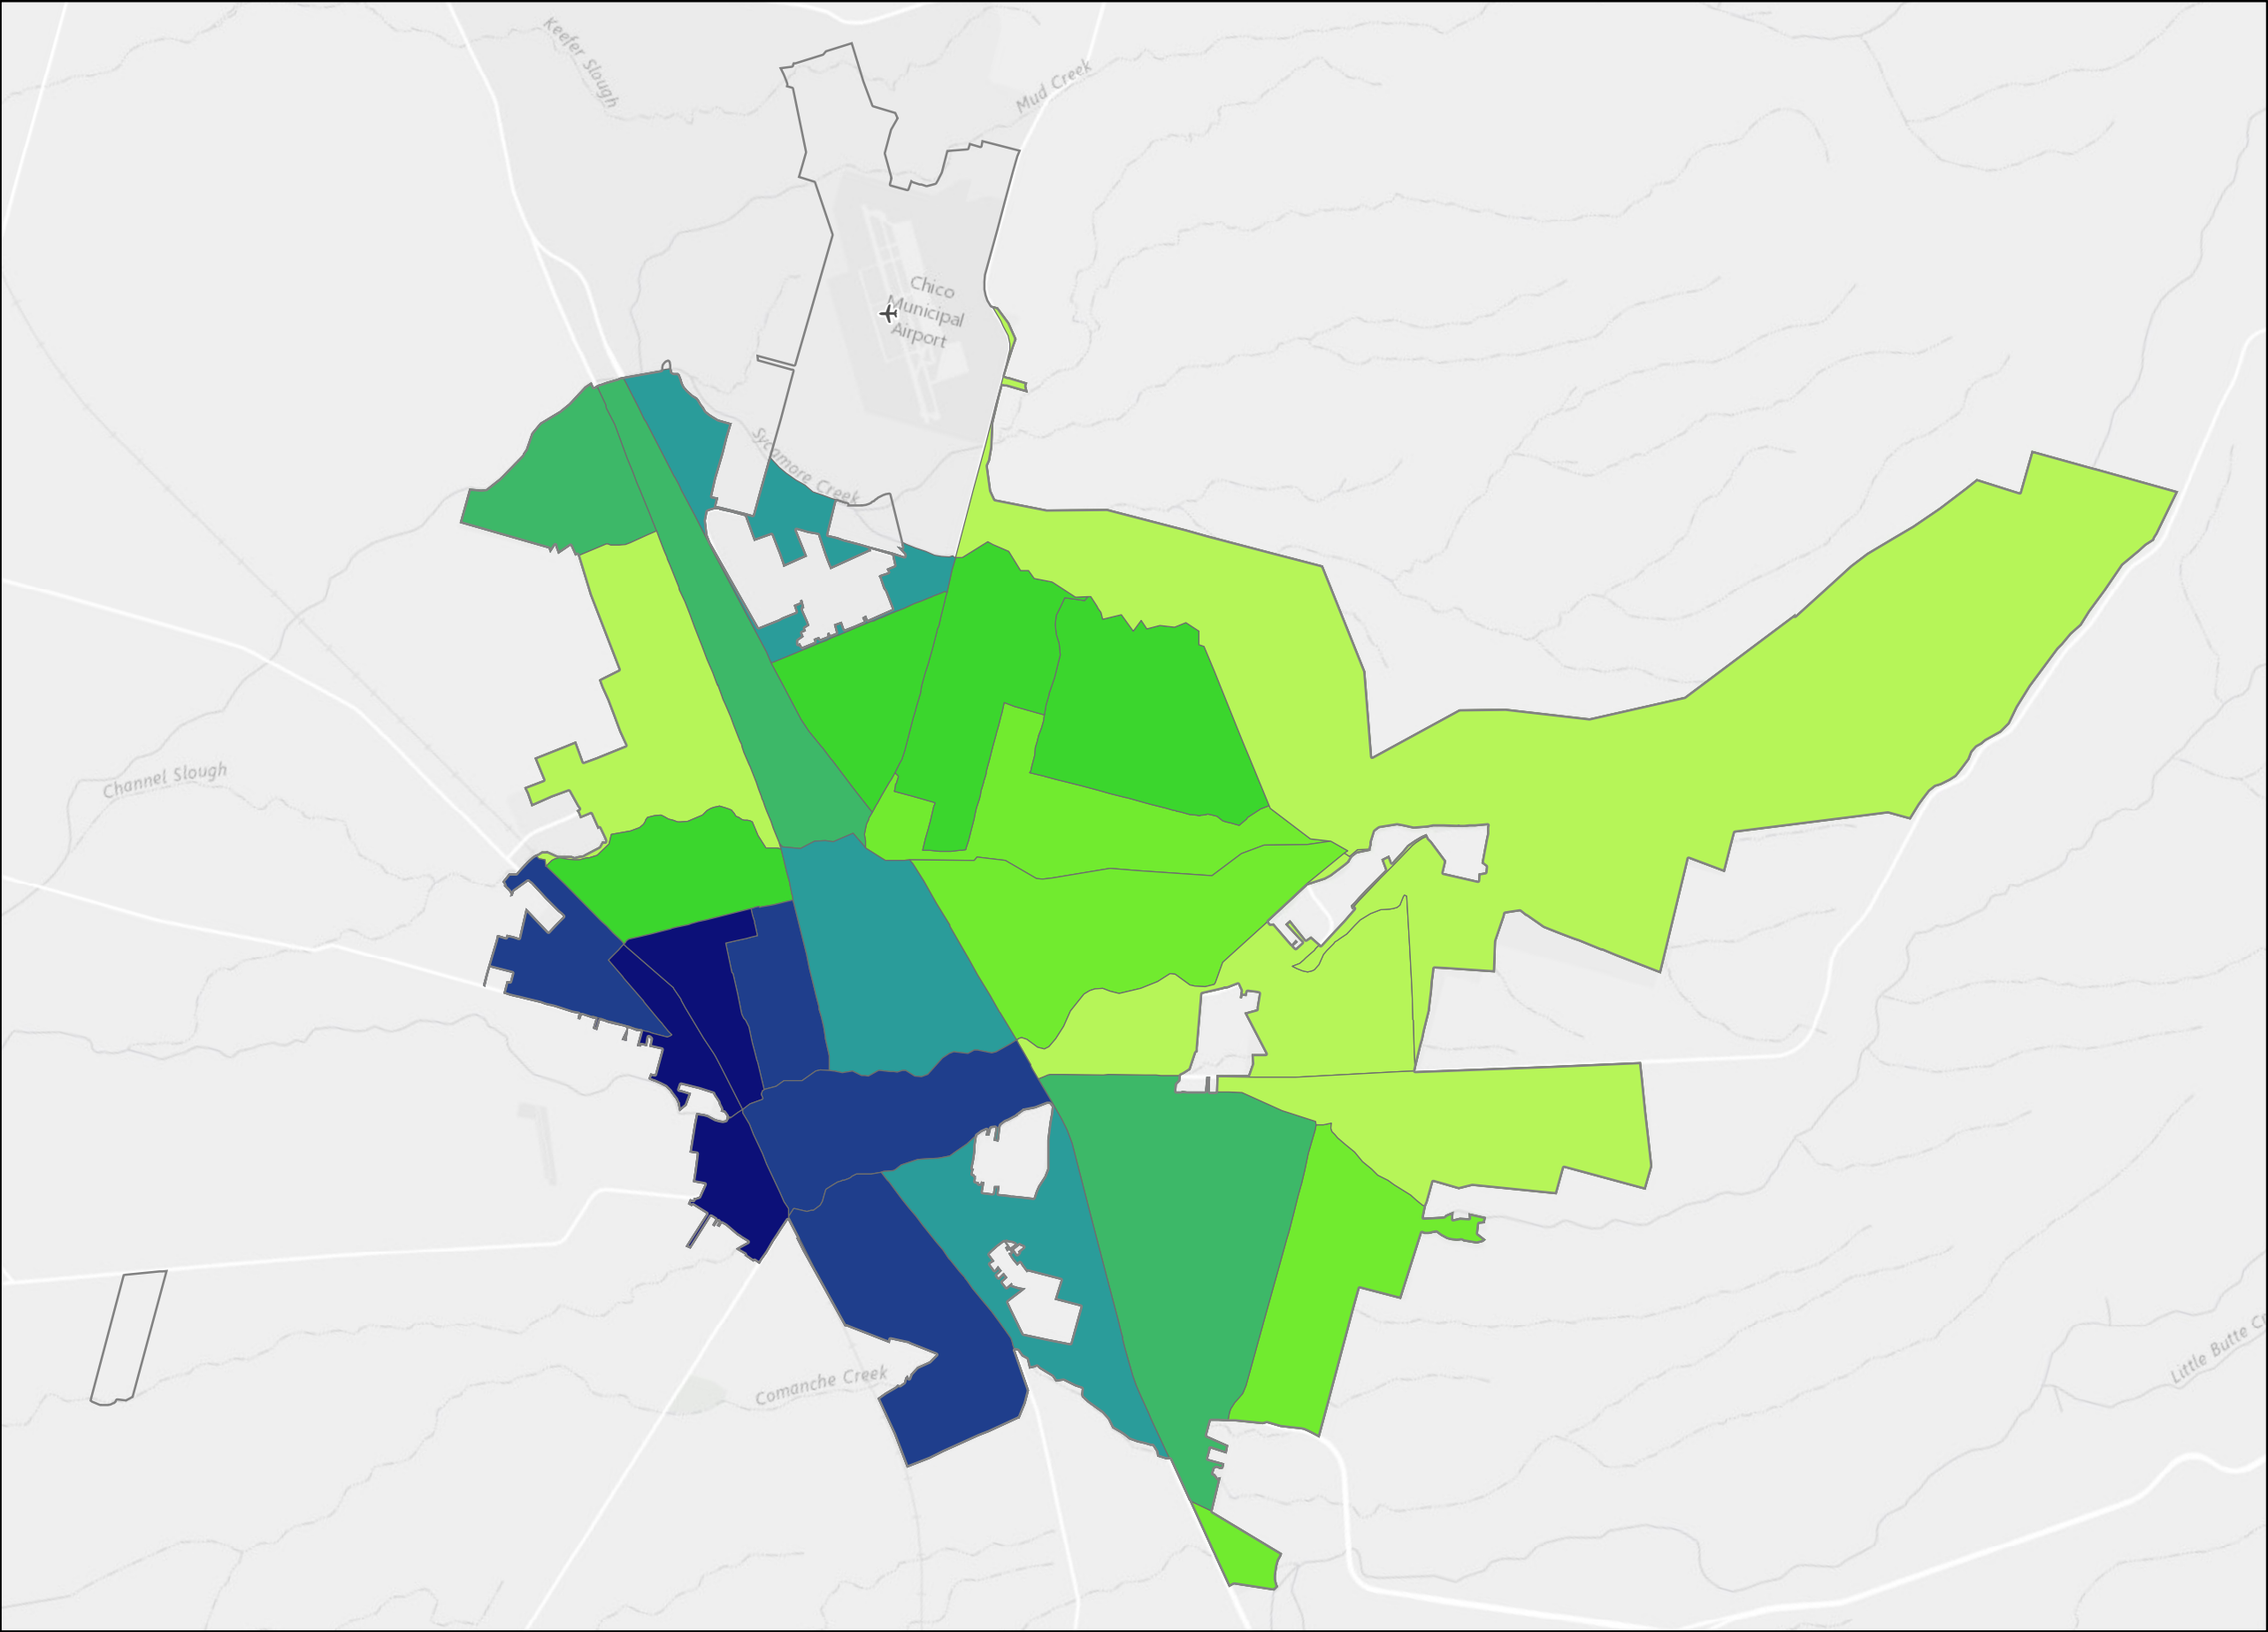 Keefer Slough
Mud Creek
Chico
Municipal
Airport
Sycamore Creek
Channel Slough
Comanche Creek
Little Butte